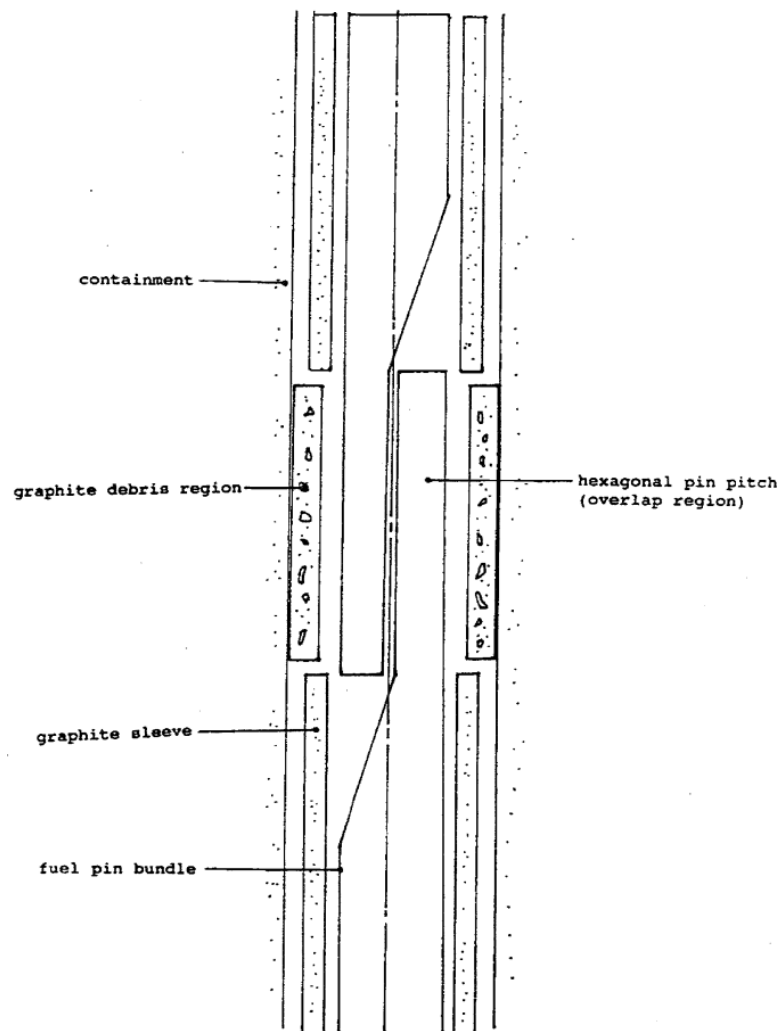 containment
graphite debris region
hexagonal pin pitch
(overlap region)
graphite sleeve
fuel pin bundle